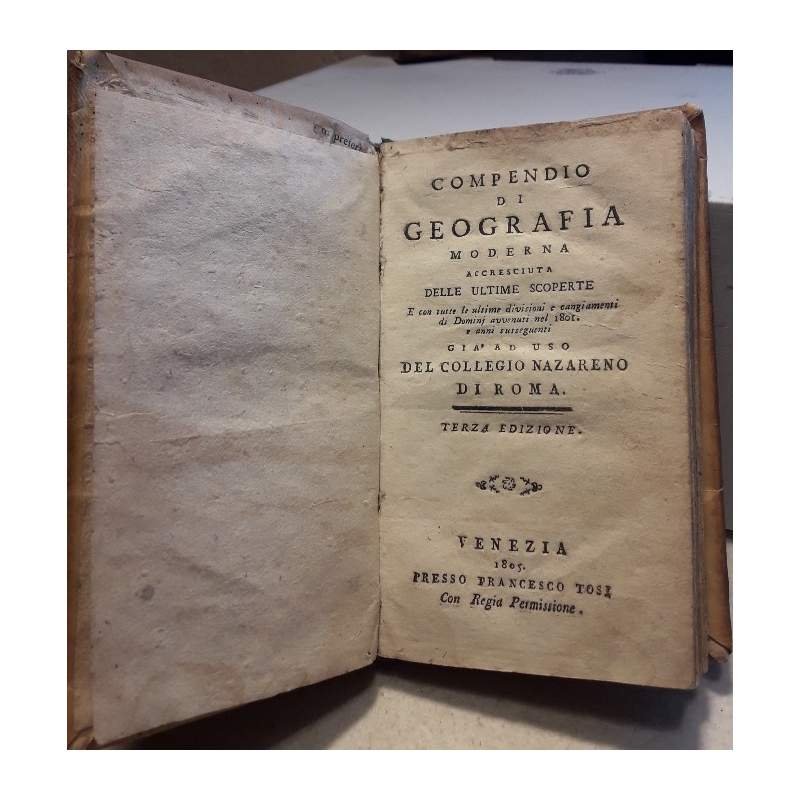 COMPENDIO
DI
GEOGRAFIA
MODERNA
ACCRESCIUTA
DELLE ULTIME SCOPERTE
E con tutte le ultime divisioni e cangiamenti
di Dominj avvenuti nel 1801.
e anni susseguenti
GIA' AD USO
DEL COLLEGIO NAZARENO
DI ROMA.
TERZA EDIZIONE.
VENEZIA
1805.
PRESSO FRANCESCO TOSI
Con Regia Permissione.